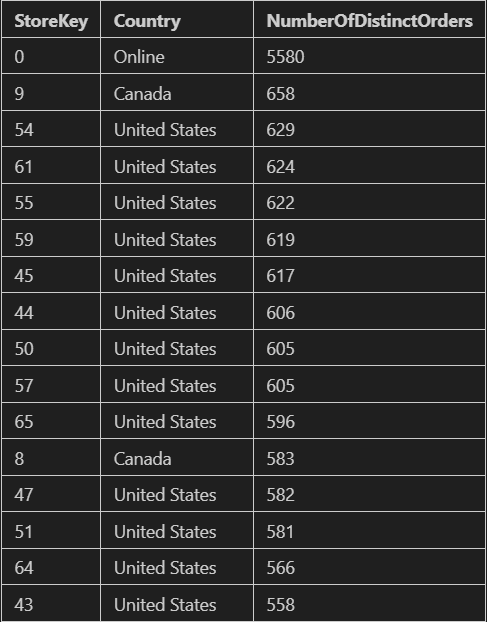 StoreKey Country NumberOfDistinctOrders
0 Online 5580
9 Canada 658
54 United States 629
61 United States 624
55 United States 622
59 United States 619
45 United States 617
44 United States 606
50 United States 605
57 United States 605
65 United States 596
8 Canada 583
47 United States 582
51 United States 581
64 United States 566
43 United States 558